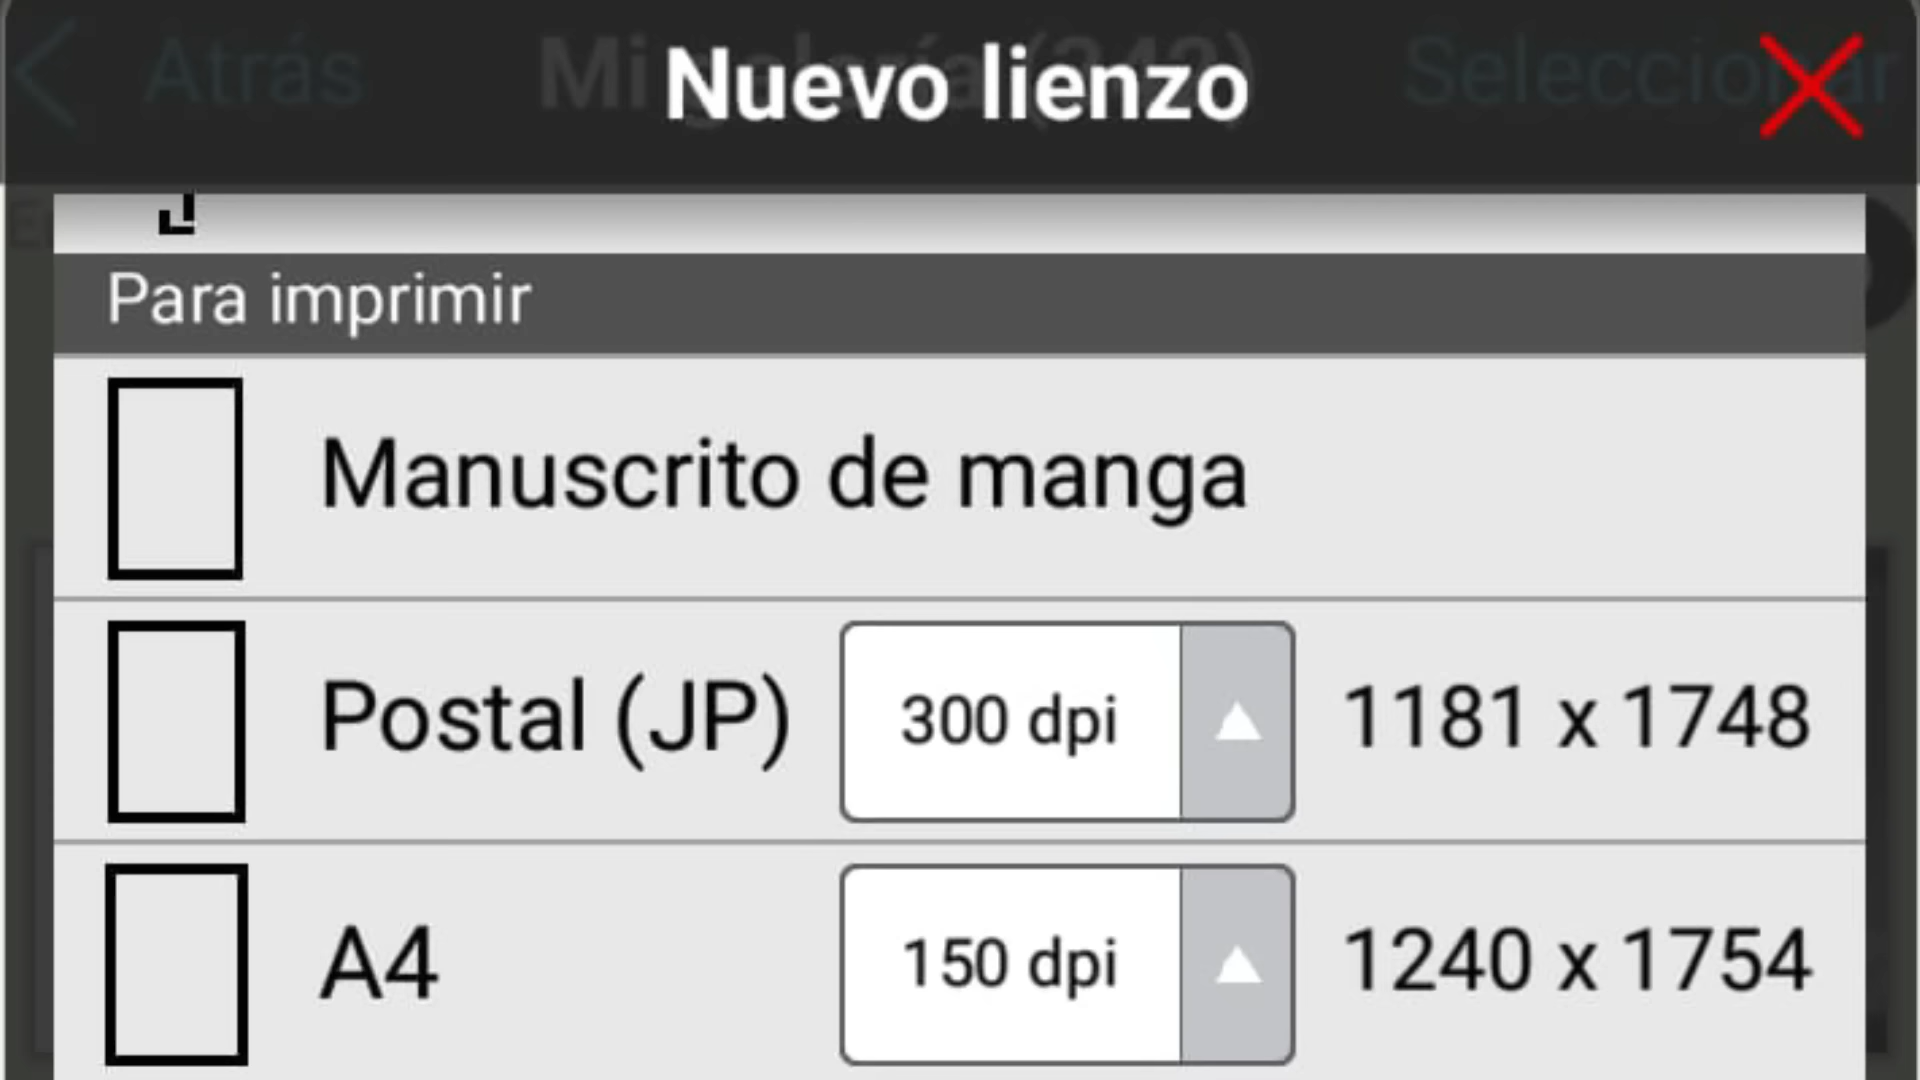 Atrás Mi galería (342) Seleccionar
Nuevo lienzo
Para imprimir
Manuscrito de manga
Postal (JP) 300 dpi 1181 x 1748
A4 150 dpi 1240 x 1754